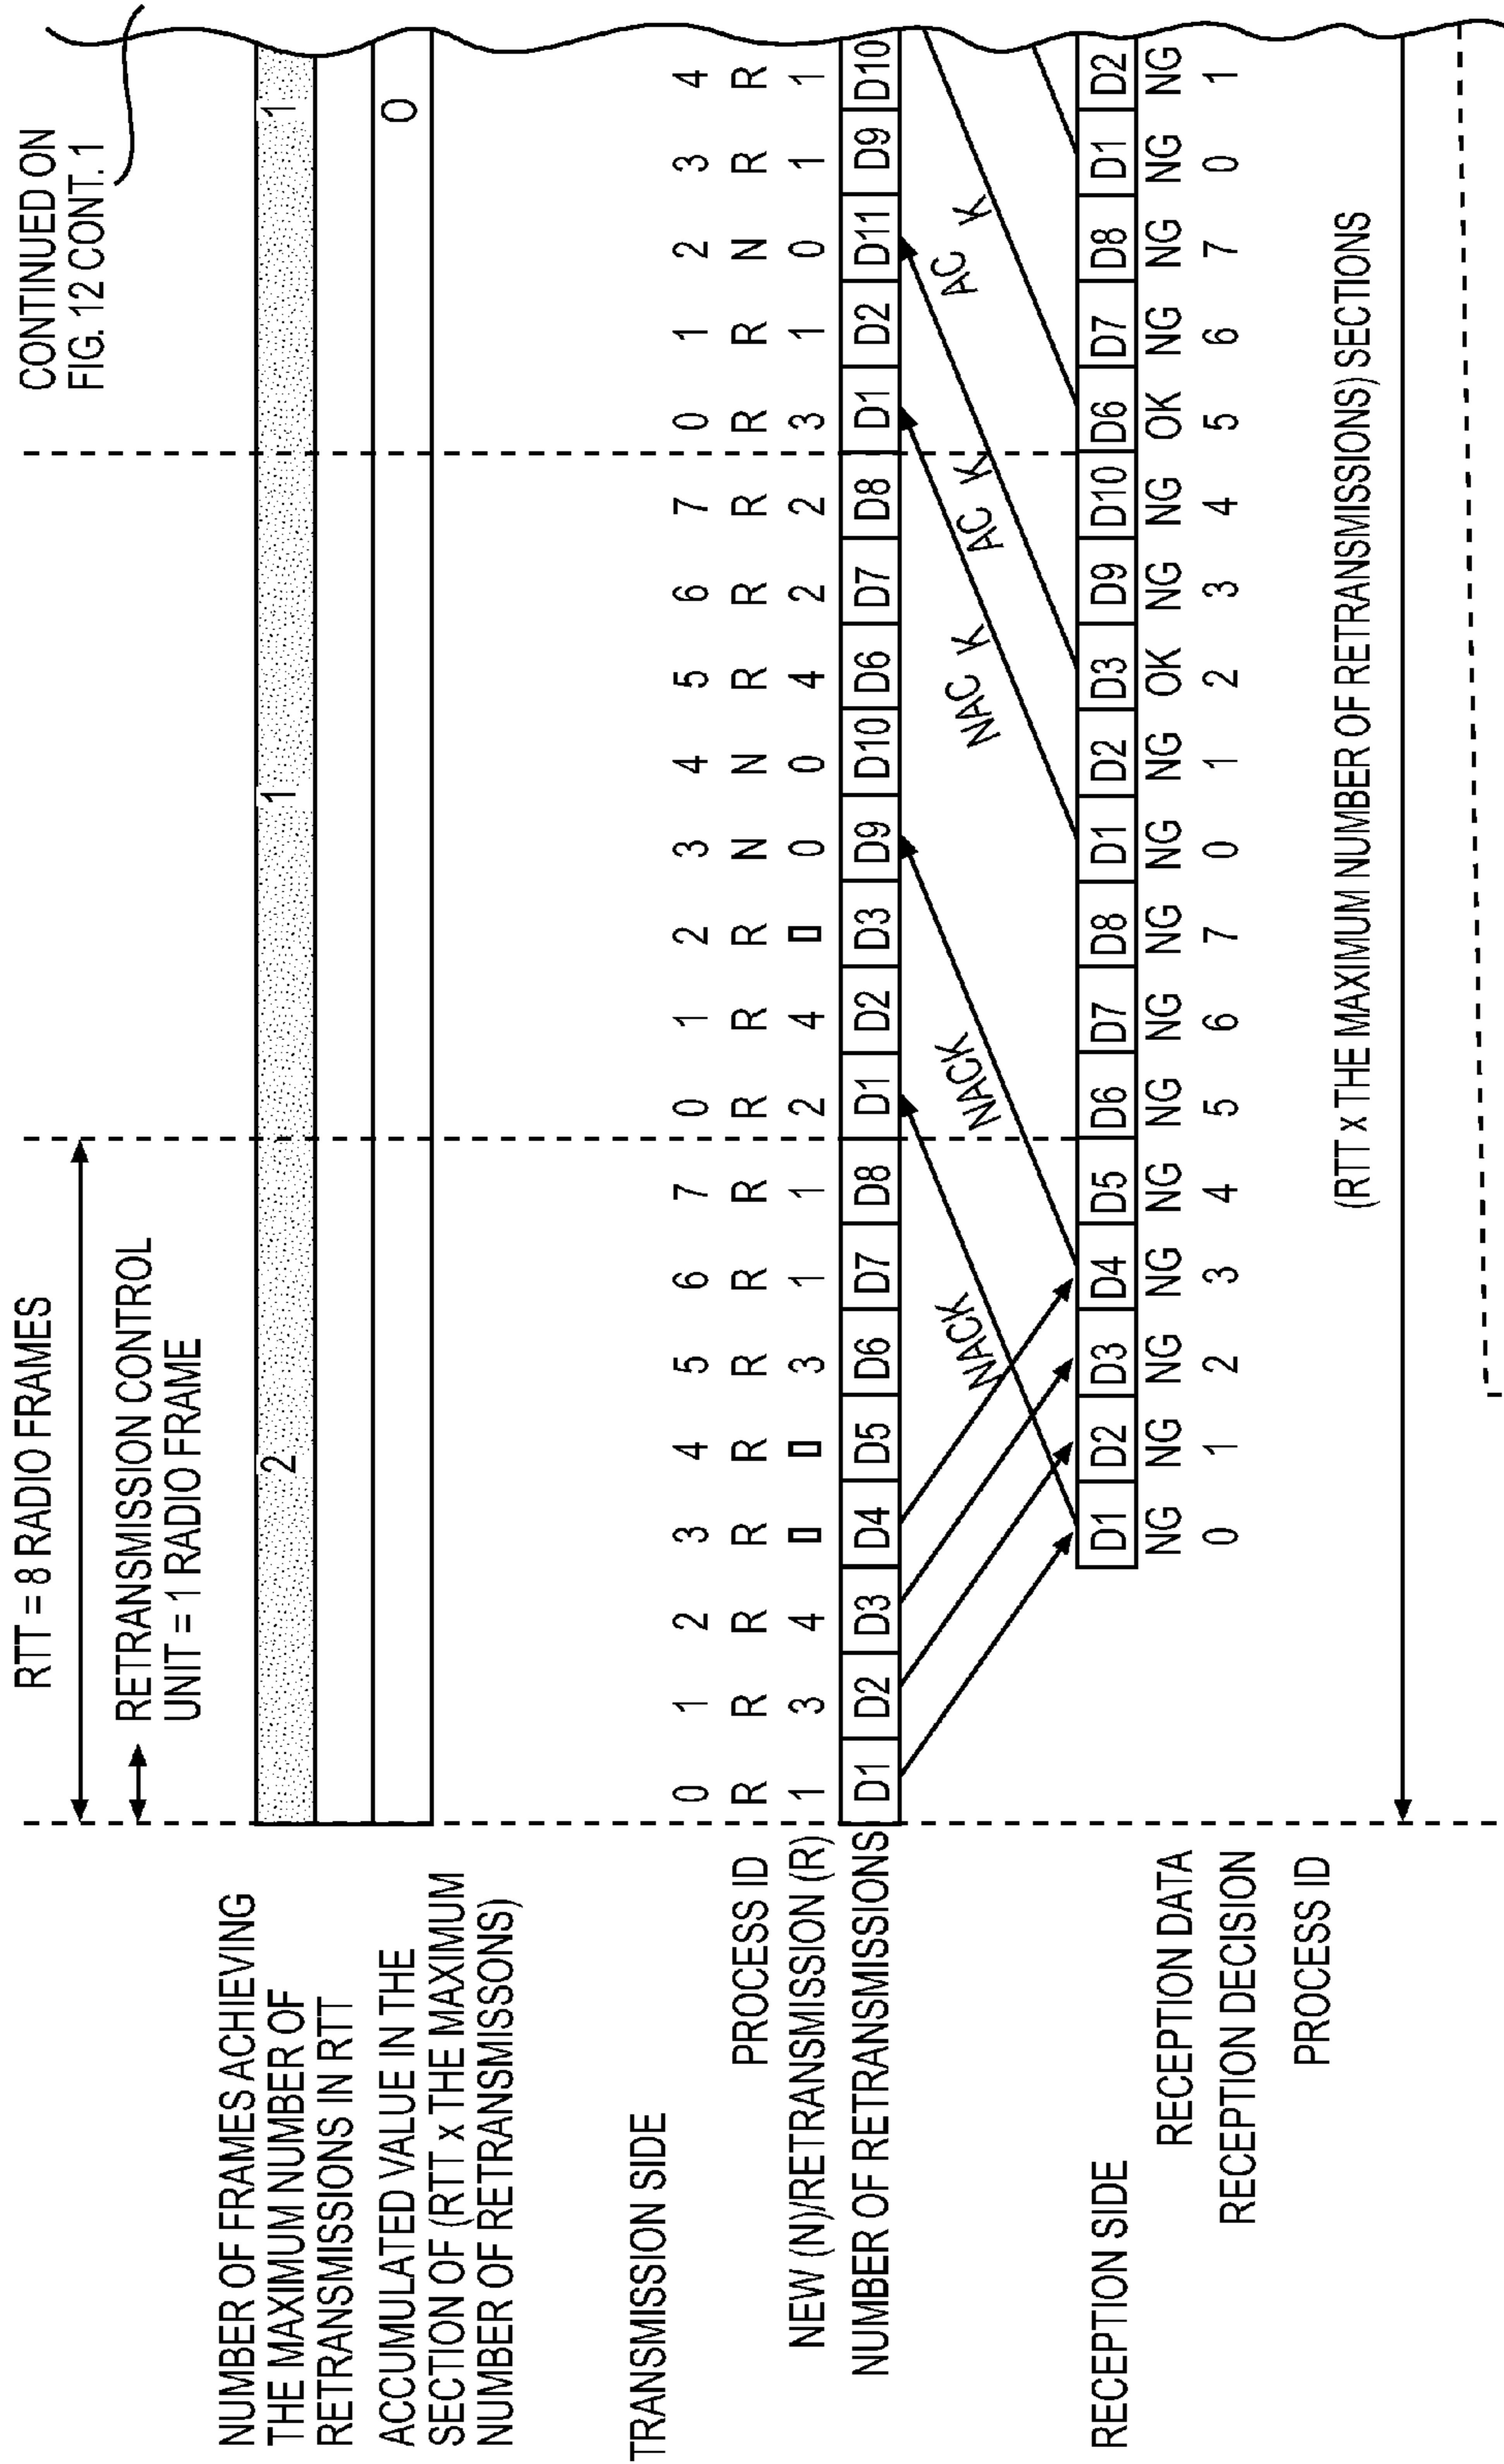 CONTINUED ON
FIG. 12 CONT. 1
RTT = 8 RADIO FRAMES
RETRANSMISSION CONTROL
UNIT = 1 RADIO FRAME
NUMBER OF FRAMES ACHIEVING
THE MAXIMUM NUMBER OF
RETRANSMISSIONS IN RTT
2 1 1
ACCUMULATED VALUE IN THE
SECTION OF (RTT x THE MAXIMUM
NUMBER OF RETRANSMISSONS)
0
TRANSMISSION SIDE
0 1 2 3 4 5 6 7 0 1 2 3 4 5 6 7 0 1 2 3 4
PROCESS ID
R R R R R R R R R R R N N R R R R R N R R
NEW (N)/RETRANSMISSION (R)
1 3 4 0 0 3 1 1 2 4 0 0 0 4 2 2 3 1 0 1 1
NUMBER OF RETRANSMISSIONS
D1 D2 D3 D4 D5 D6 D7 D8 D1 D2 D3 D9 D10 D6 D7 D8 D1 D2 D11 D9 D10
NACK NACK NAC K AC K AC K
RECEPTION SIDE
D1 D2 D3 D4 D5 D6 D7 D8 D1 D2 D3 D9 D10 D6 D7 D8 D1 D2
RECEPTION DATA
NG NG NG NG NG NG NG NG NG NG OK NG NG OK NG NG NG NG
RECEPTION DECISION
0 1 2 3 4 5 6 7 0 1 2 3 4 5 6 7 0 1
PROCESS ID
(RTT x THE MAXIMUM NUMBER OF RETRANSMISSIONS) SECTIONS